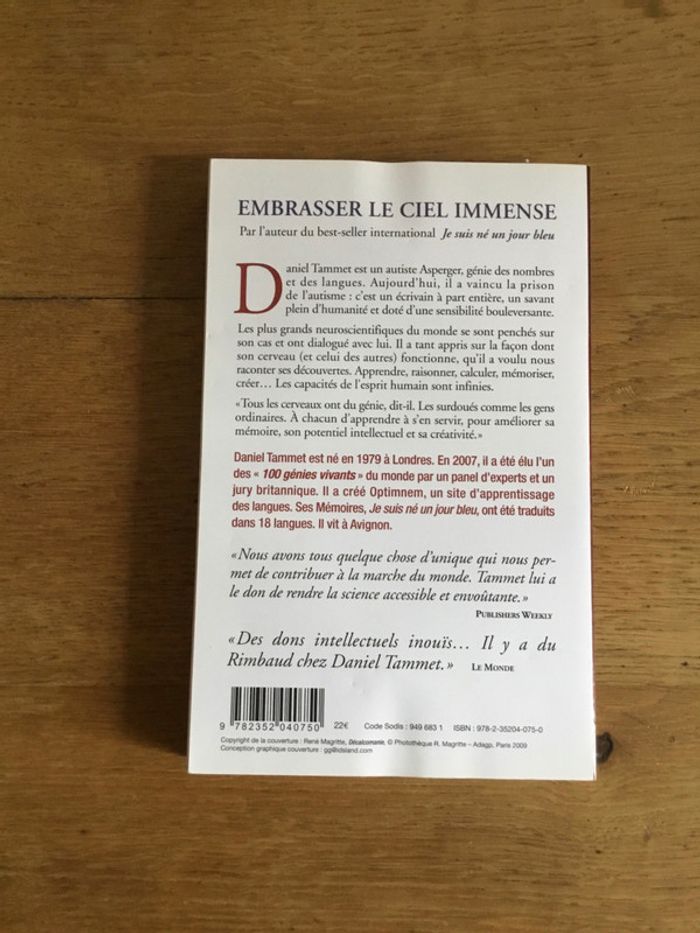 EMBRASSER LE CIEL IMMENSE
Par l'auteur du best-seller international Je suis né un jour bleu
Daniel Tammet est un autiste Asperger, génie des nombres
et des langues. Aujourd'hui, il a vaincu la prison
de l'autisme : c'est un écrivain à part entière, un savant
plein d'humanité et doté d'une sensibilité bouleversante.
Les plus grands neuroscientifiques du monde se sont penchés sur
son cas et ont dialogué avec lui. Il a tant appris sur la façon dont
son cerveau (et celui des autres) fonctionne, qu'il a voulu nous
raconter ses découvertes. Apprendre, raisonner, calculer, mémoriser,
créer… Les capacités de l'esprit humain sont infinies.
«Tous les cerveaux ont du génie, dit-il. Les surdoués comme les gens
ordinaires. À chacun d'apprendre à s'en servir, pour améliorer sa
mémoire, son potentiel intellectuel et sa créativité.»
Daniel Tammet est né en 1979 à Londres. En 2007, il a été élu l'un
des « 100 génies vivants » du monde par un panel d'experts et un
jury britannique. Il a créé Optimnem, un site d'apprentissage
des langues. Ses Mémoires, Je suis né un jour bleu, ont été traduits
dans 18 langues. Il vit à Avignon.
«Nous avons tous quelque chose d'unique qui nous per-
met de contribuer à la marche du monde. Tammet lui a
le don de rendre la science accessible et envoûtante.»
PUBLISHERS WEEKLY
«Des dons intellectuels inouïs… Il y a du
Rimbaud chez Daniel Tammet.» LE MONDE
9 782352 040750 22€ Code Sodis : 949 683 1 ISBN : 978-2-35204-075-0
Copyright de la couverture : René Magritte, Décalcomanie, © Photothèque R. Magritte – Adagp, Paris 2009
Conception graphique couverture : gg@idsland.com